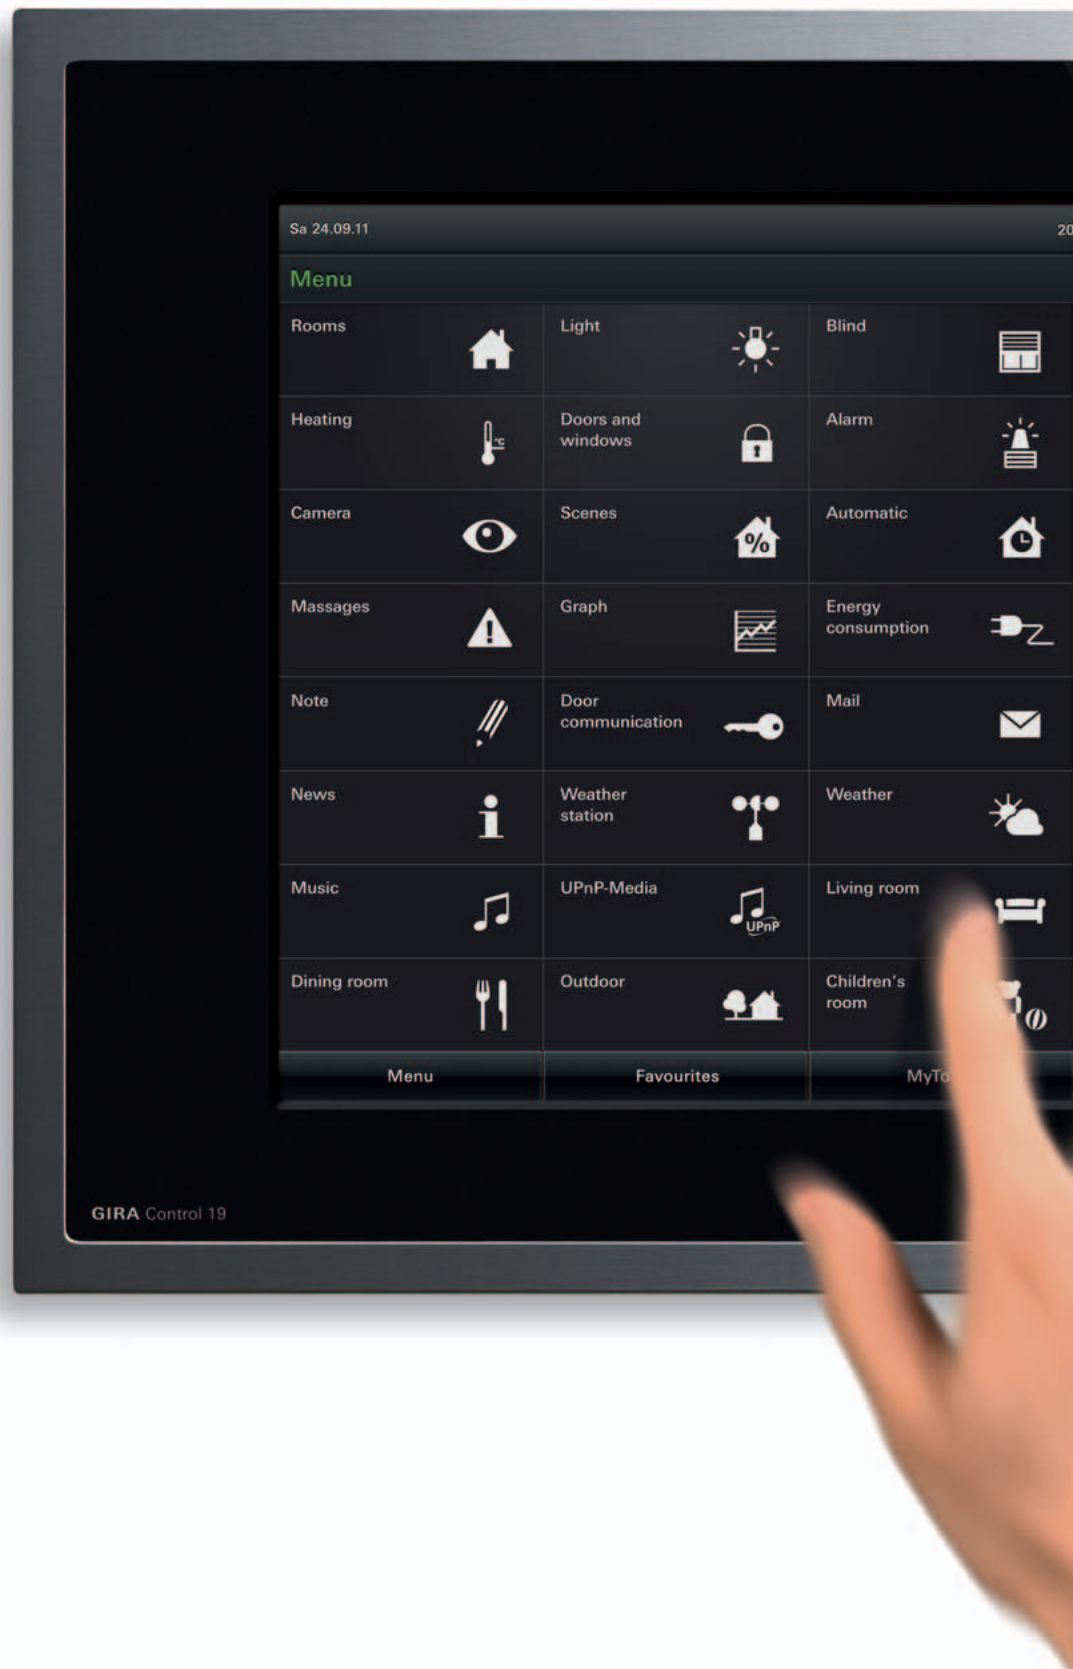 Sa 24.09.11
Menu
Rooms
Light
Blind
Heating
Doors and
windows
Alarm
°C
Camera
Scenes
Automatic
%
Massages
Graph
Energy
consumption
Note
Door
communication
Mail
News
Weather
station
Weather
Music
UPnP-Media
Living room
UPnP
Dining room
Outdoor
Children's
room
Menu
Favourites
GIRA Control 19